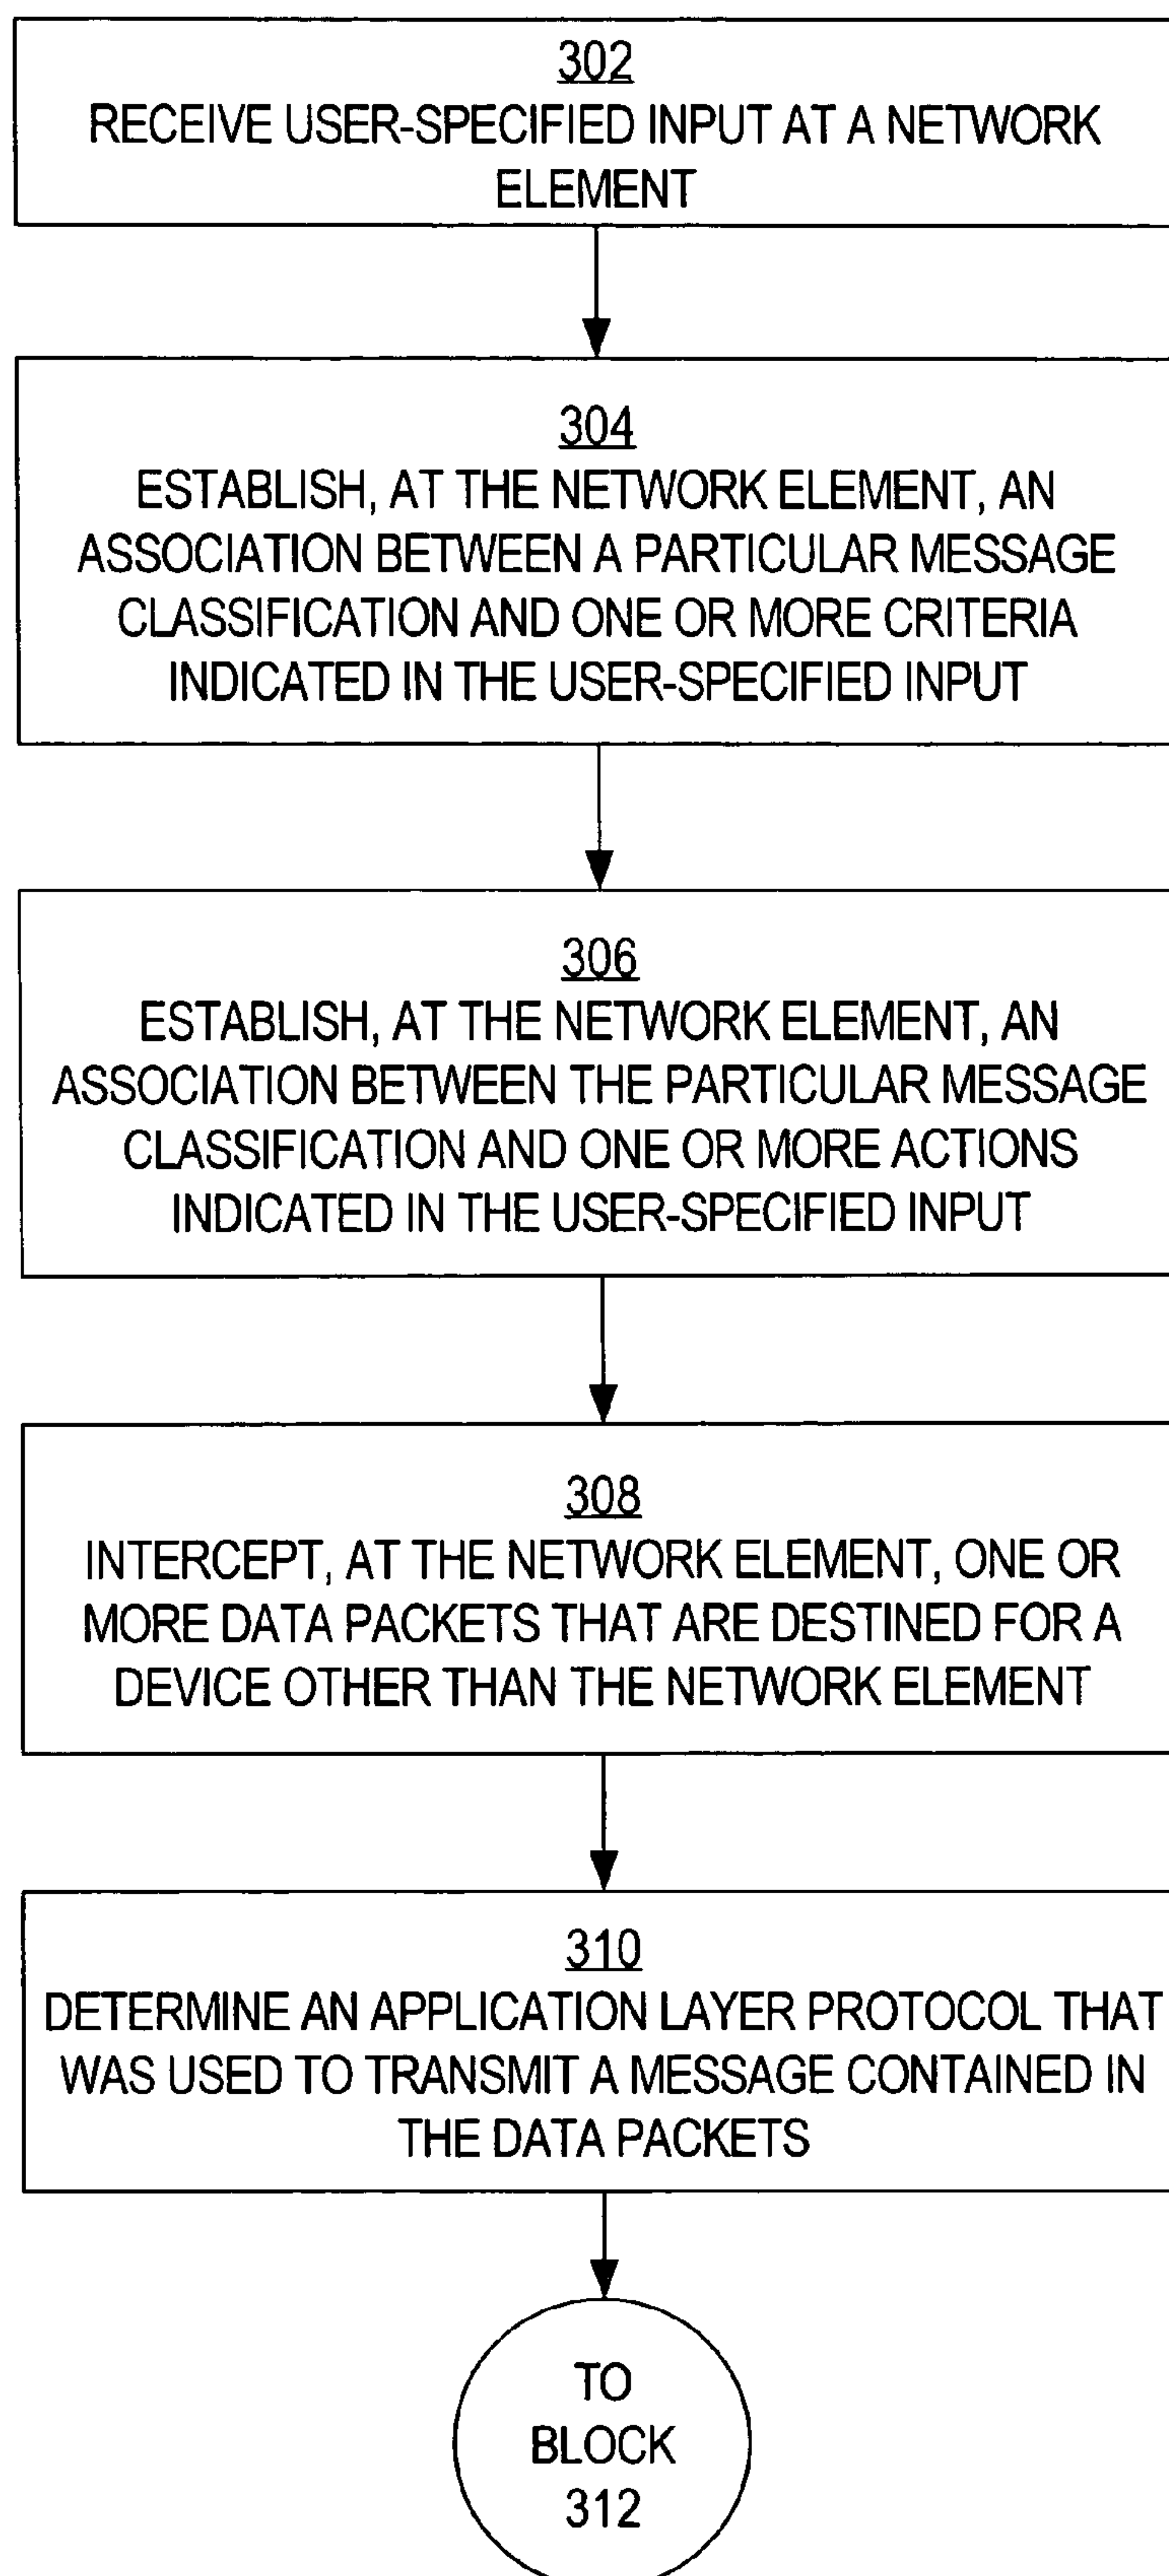 302
RECEIVE USER-SPECIFIED INPUT AT A NETWORK
ELEMENT
304
ESTABLISH, AT THE NETWORK ELEMENT, AN
ASSOCIATION BETWEEN A PARTICULAR MESSAGE
CLASSIFICATION AND ONE OR MORE CRITERIA
INDICATED IN THE USER-SPECIFIED INPUT
306
ESTABLISH, AT THE NETWORK ELEMENT, AN
ASSOCIATION BETWEEN THE PARTICULAR MESSAGE
CLASSIFICATION AND ONE OR MORE ACTIONS
INDICATED IN THE USER-SPECIFIED INPUT
308
INTERCEPT, AT THE NETWORK ELEMENT, ONE OR
MORE DATA PACKETS THAT ARE DESTINED FOR A
DEVICE OTHER THAN THE NETWORK ELEMENT
310
DETERMINE AN APPLICATION LAYER PROTOCOL THAT
WAS USED TO TRANSMIT A MESSAGE CONTAINED IN
THE DATA PACKETS
TO
BLOCK
312